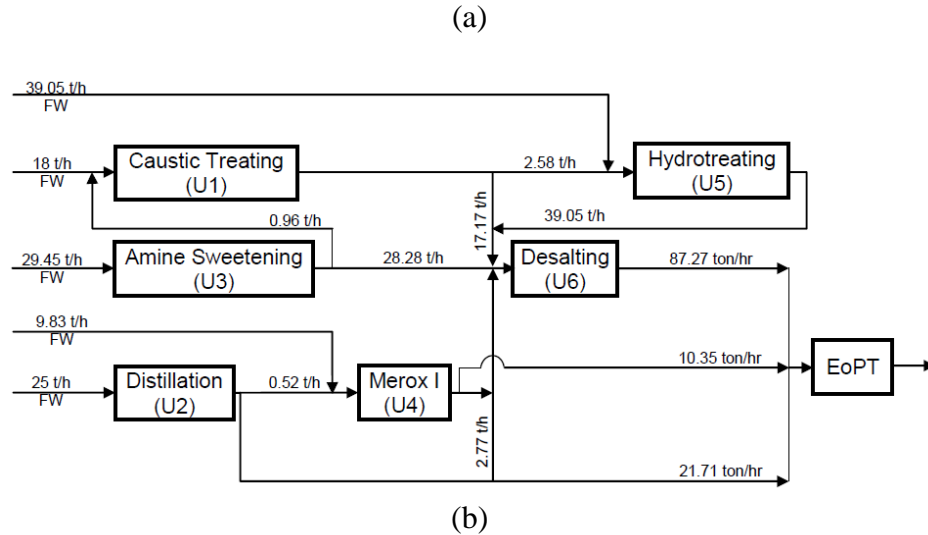 (a)
39.05 t/h
FW
18 t/h
FW
Caustic Treating
(U1)
2.58 t/h
Hydrotreating
(U5)
0.96 t/h
17.17 t/h
39.05 t/h
29.45 t/h
FW
Amine Sweetening
(U3)
28.28 t/h
Desalting
(U6)
87.27 ton/hr
9.83 t/h
FW
10.35 ton/hr
EoPT
25 t/h
FW
Distillation
(U2)
0.52 t/h
Merox I
(U4)
2.77 t/h
21.71 ton/hr
(b)